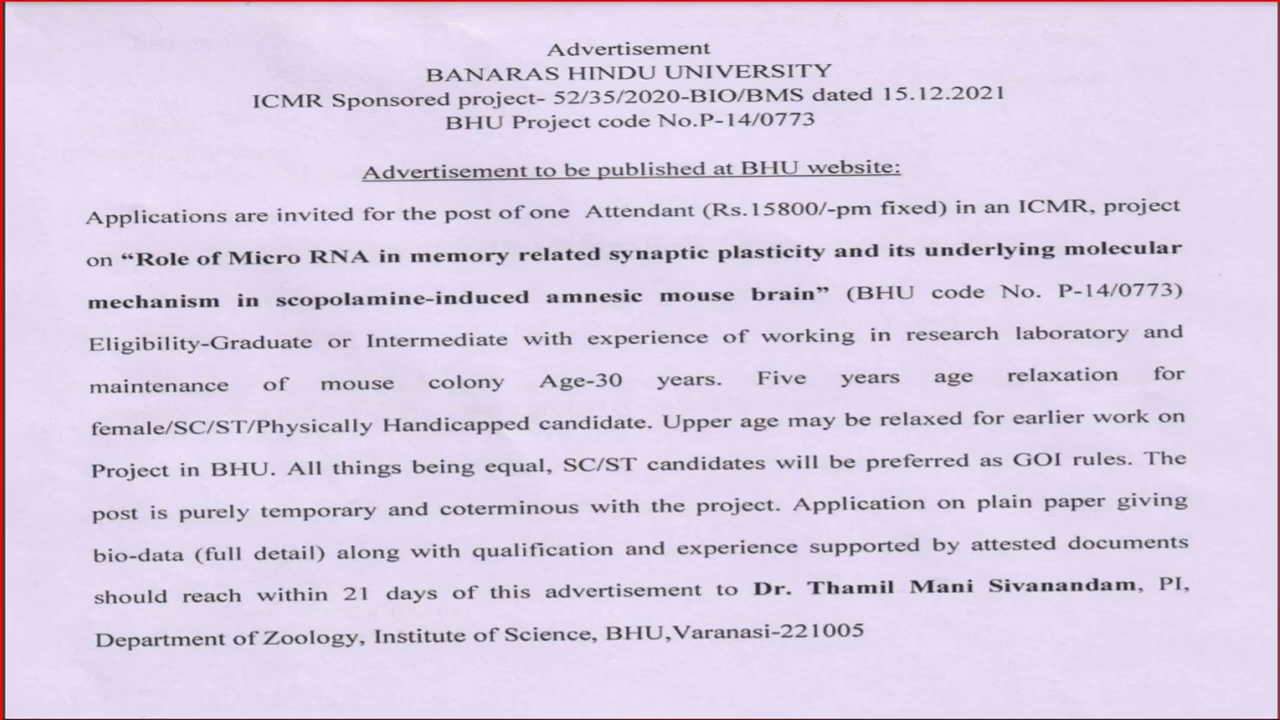 Advertisement
BANARAS HINDU UNIVERSITY
ICMR Sponsored project- 52/35/2020-BIO/BMS dated 15.12.2021
BHU Project code No.P-14/0773
Advertisement to be published at BHU website:
Applications are invited for the post of one Attendant (Rs.15800/-pm fixed) in an ICMR, project
on “Role of Micro RNA in memory related synaptic plasticity and its underlying molecular
mechanism in scopolamine-induced amnesic mouse brain” (BHU code No. P-14/0773)
Eligibility-Graduate or Intermediate with experience of working in research laboratory and
maintenance of mouse colony Age-30 years. Five years age relaxation for
female/SC/ST/Physically Handicapped candidate. Upper age may be relaxed for earlier work on
Project in BHU. All things being equal, SC/ST candidates will be preferred as GOI rules. The
post is purely temporary and coterminous with the project. Application on plain paper giving
bio-data (full detail) along with qualification and experience supported by attested documents
should reach within 21 days of this advertisement to Dr. Thamil Mani Sivanandam, PI,
Department of Zoology, Institute of Science, BHU,Varanasi-221005